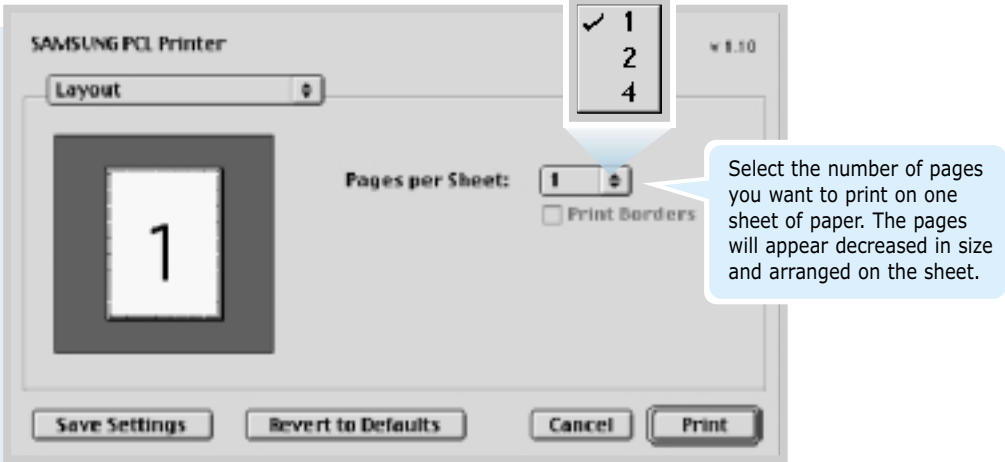 SAMSUNG PCL Printer
v 1.10
Layout
✓ 1
2
4
1
Pages per Sheet:
1
Print Borders
Select the number of pages
you want to print on one
sheet of paper. The pages
will appear decreased in size
and arranged on the sheet.
Save Settings
Revert to Defaults
Cancel
Print